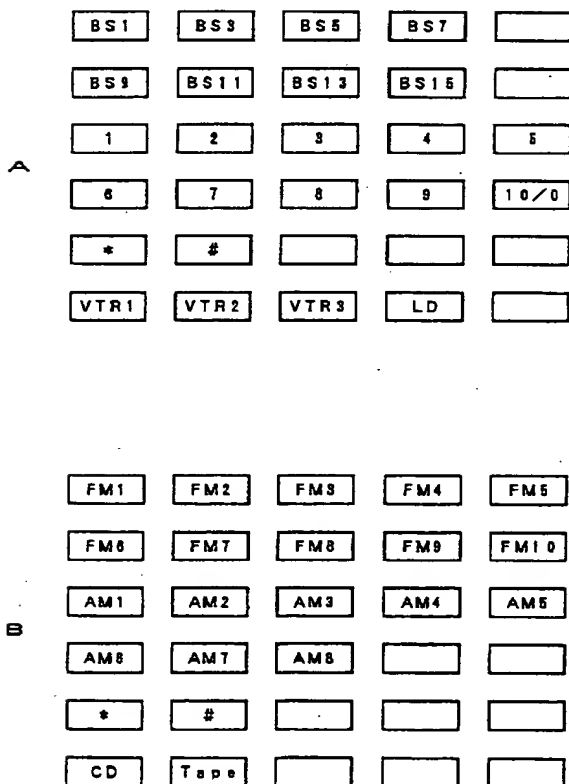 BS1 BS3 BS5 BS7
BS9 BS11 BS13 BS15
1 2 3 4 5
A
6 7 8 9 10/0
* #
VTR1 VTR2 VTR3 LD
FM1 FM2 FM3 FM4 FM5
FM6 FM7 FM8 FM9 FM10
AM1 AM2 AM3 AM4 AM5
B
AM6 AM7 AM8
* #
CD Tape